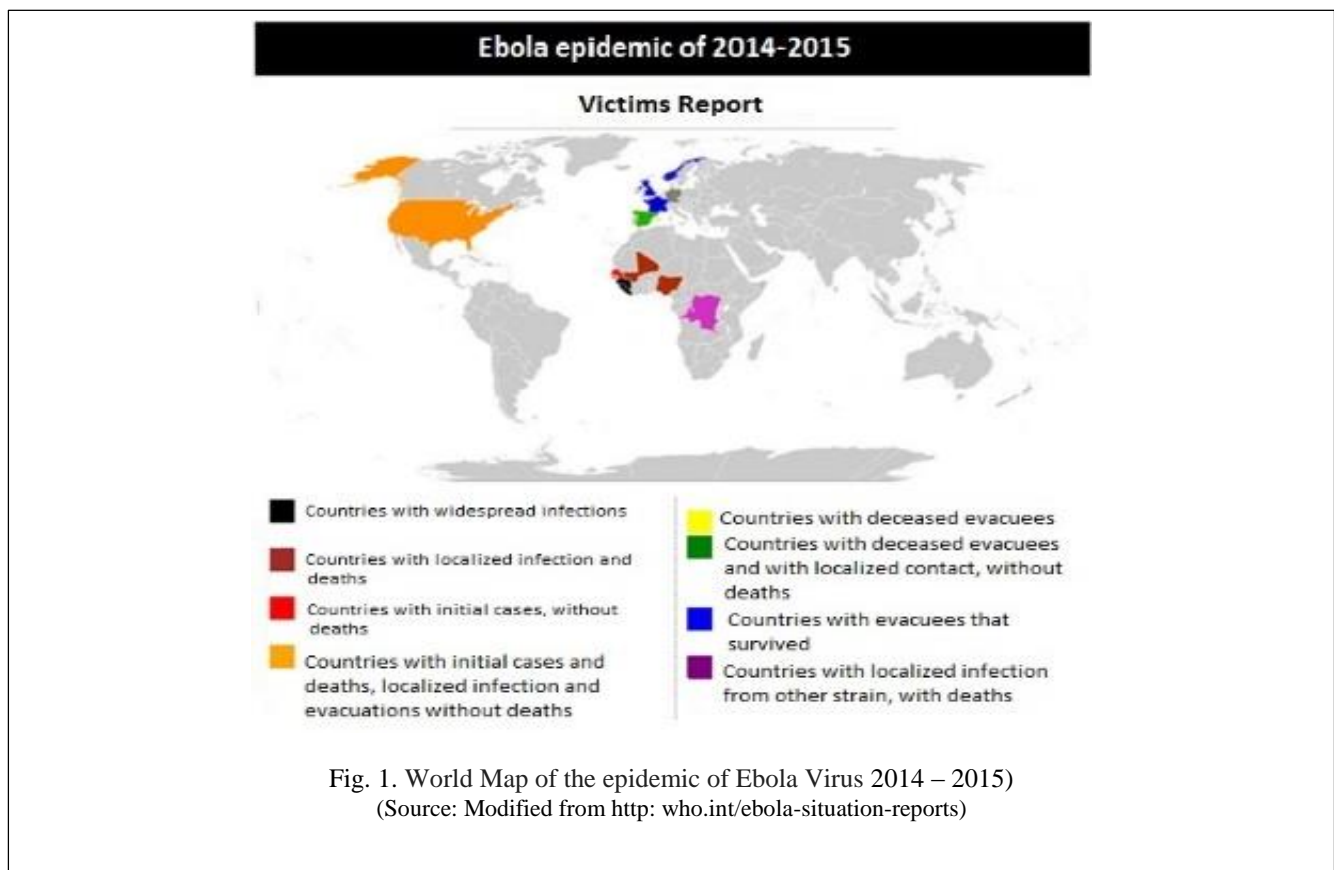 Ebola epidemic of 2014-2015
Victims Report
Countries with widespread infections
Countries with localized infection and
deaths
Countries with initial cases, without
deaths
Countries with initial cases and
deaths, localized infection and
evacuations without deaths
Countries with deceased evacuees
Countries with deceased evacuees
and with localized contact, without
deaths
Countries with evacuees that
survived
Countries with localized infection
from other strain, with deaths
Fig. 1. World Map of the epidemic of Ebola Virus 2014 – 2015)
(Source: Modified from http: who.int/ebola-situation-reports)